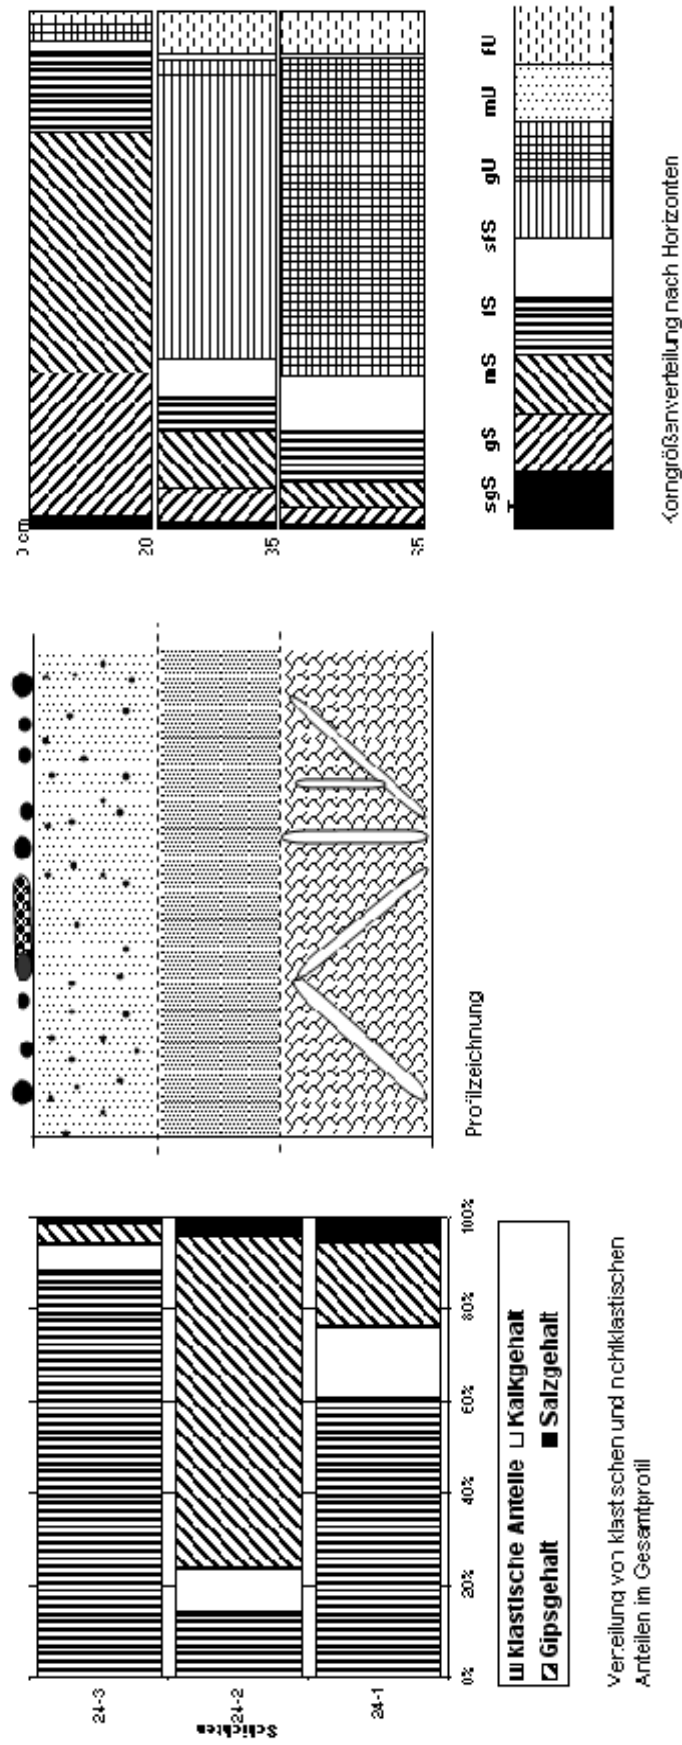 Schichten
24-3
24-2
24-1
0%
20%
40%
60%
80%
100%
Klastische Anteile
Kalkgehalt
Gipsgehalt
Salzgehalt
Verteilung von klastischen und nichtklastischen
Anteilen im Gesamtprofil
Profilzeichnung
0 cm
20
35
sgS
gS
mS
fS
sfS
gU
mU
fU
Korngrößenverteilung nach Horizonten